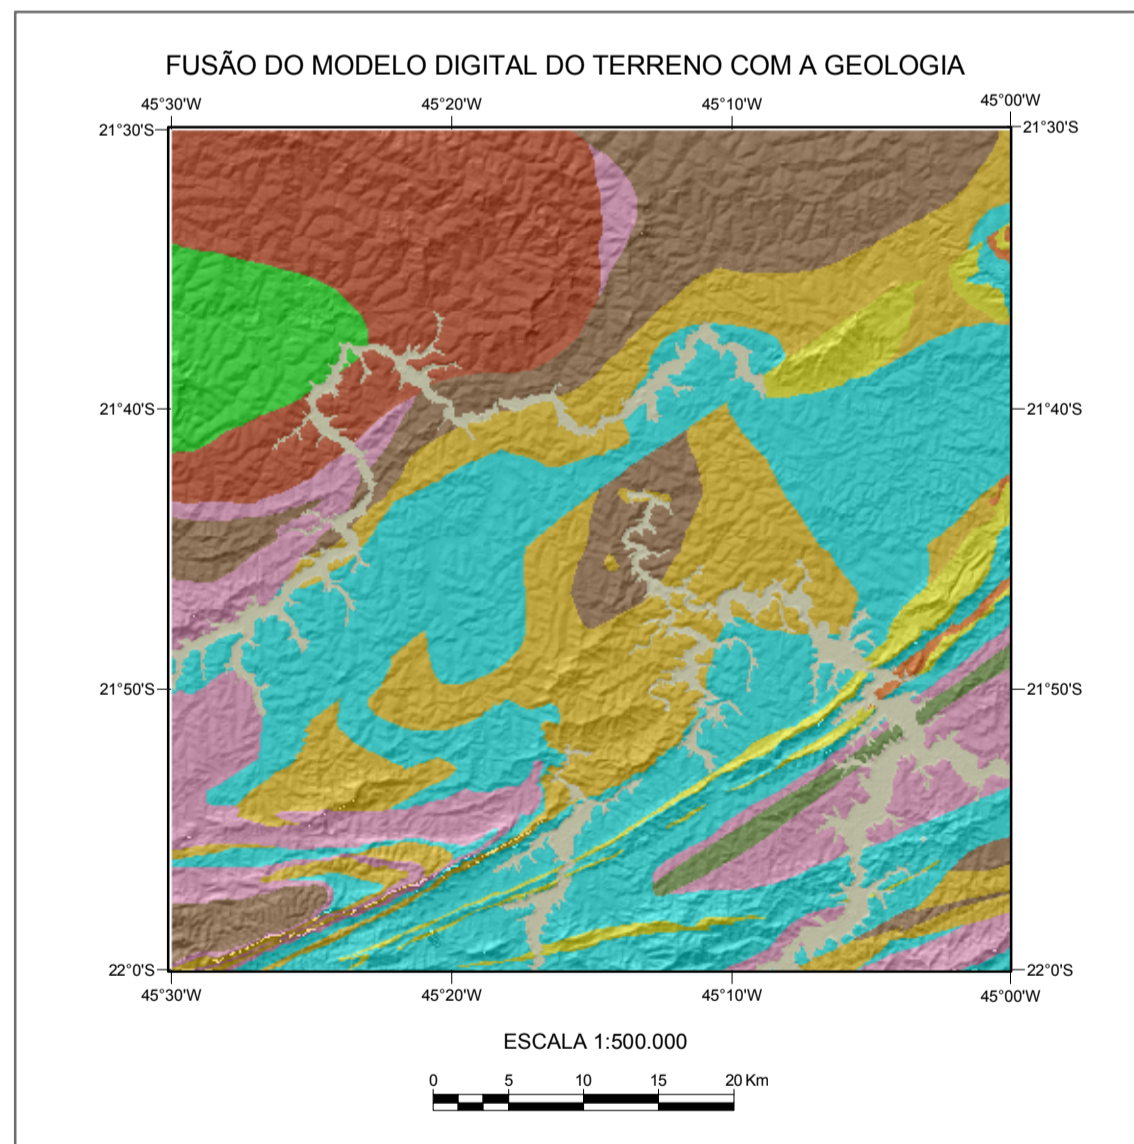 FUSÃO DO MODELO DIGITAL DO TERRENO COM A GEOLOGIA
45°30'W 45°20'W 45°10'W 45°00'W
21°30'S 21°30'S
21°40'S 21°40'S
21°50'S 21°50'S
22°0'S 22°0'S
45°30'W 45°20'W 45°10'W 45°00'W
ESCALA 1:500.000
0 5 10 15 20 Km